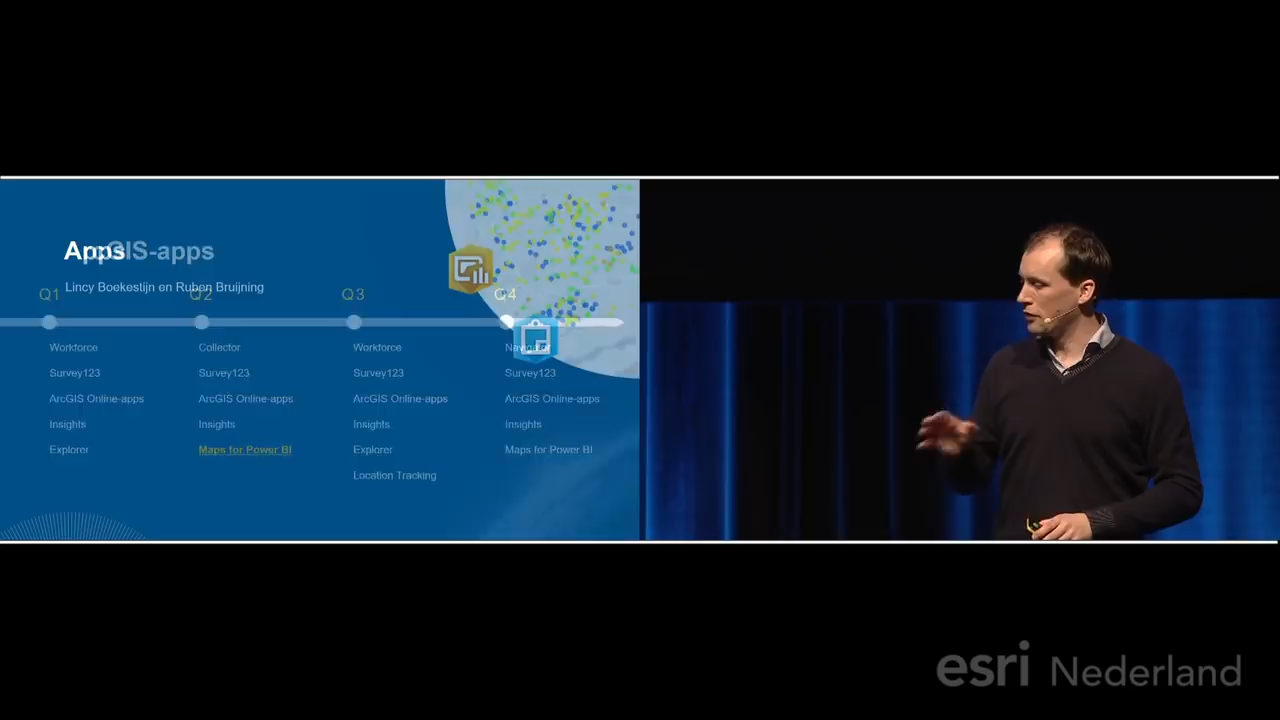 Apps
ArcGIS-apps
Lincy Boekestijn en Ruben Bruijning
Q1 Q2 Q3 Q4
Workforce Collector Workforce Navigator
Survey123 Survey123 Survey123 Survey123
ArcGIS Online-apps ArcGIS Online-apps ArcGIS Online-apps ArcGIS Online-apps
Insights Insights Insights Insights
Explorer Maps for Power BI Explorer Maps for Power BI
Location Tracking
esri Nederland